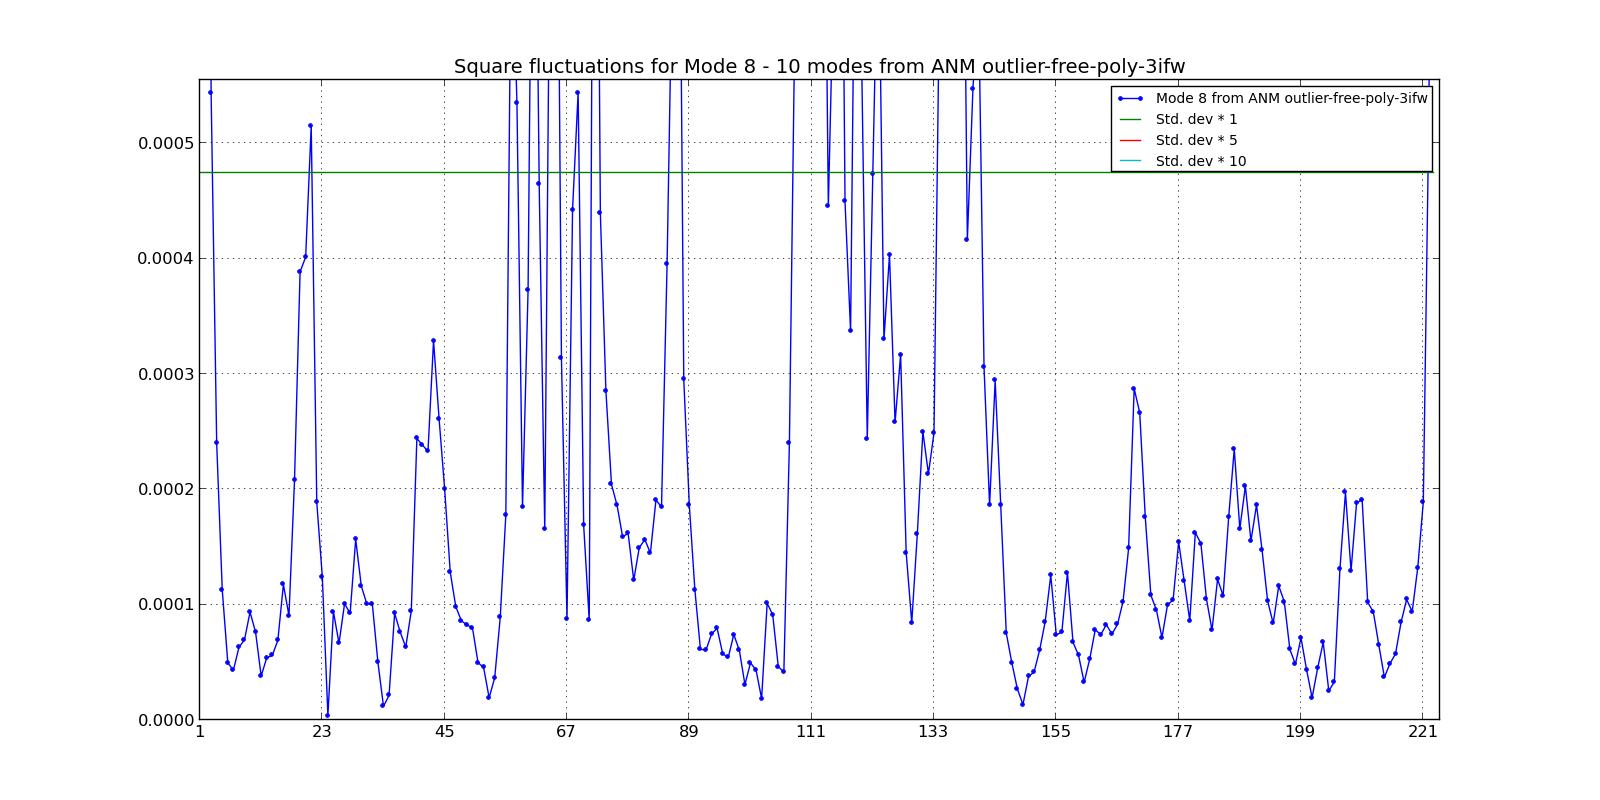 Square fluctuations for Mode 8 - 10 modes from ANM outlier-free-poly-3ifw
Mode 8 from ANM outlier-free-poly-3ifw
Std. dev * 1
Std. dev * 5
Std. dev * 10
0.0005
0.0004
0.0003
0.0002
0.0001
0.0000
1 23 45 67 89 111 133 155 177 199 221